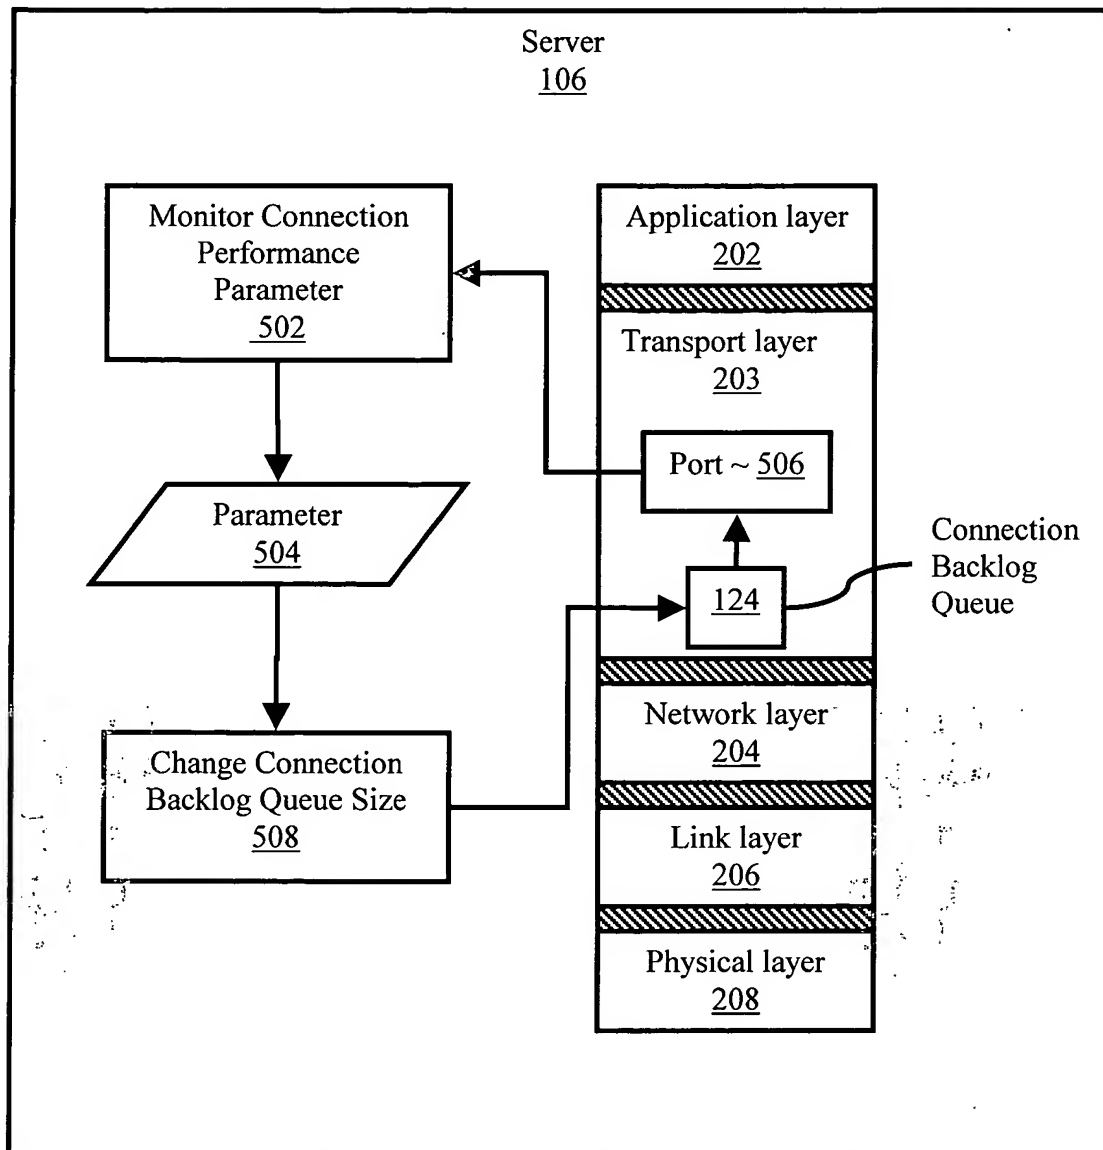 Server
106
Monitor Connection
Performance
Parameter
502
Parameter
504
Change Connection
Backlog Queue Size
508
Application layer
202
Transport layer
203
Port ~ 506
124
Connection
Backlog
Queue
Network layer
204
Link layer
206
Physical layer
208